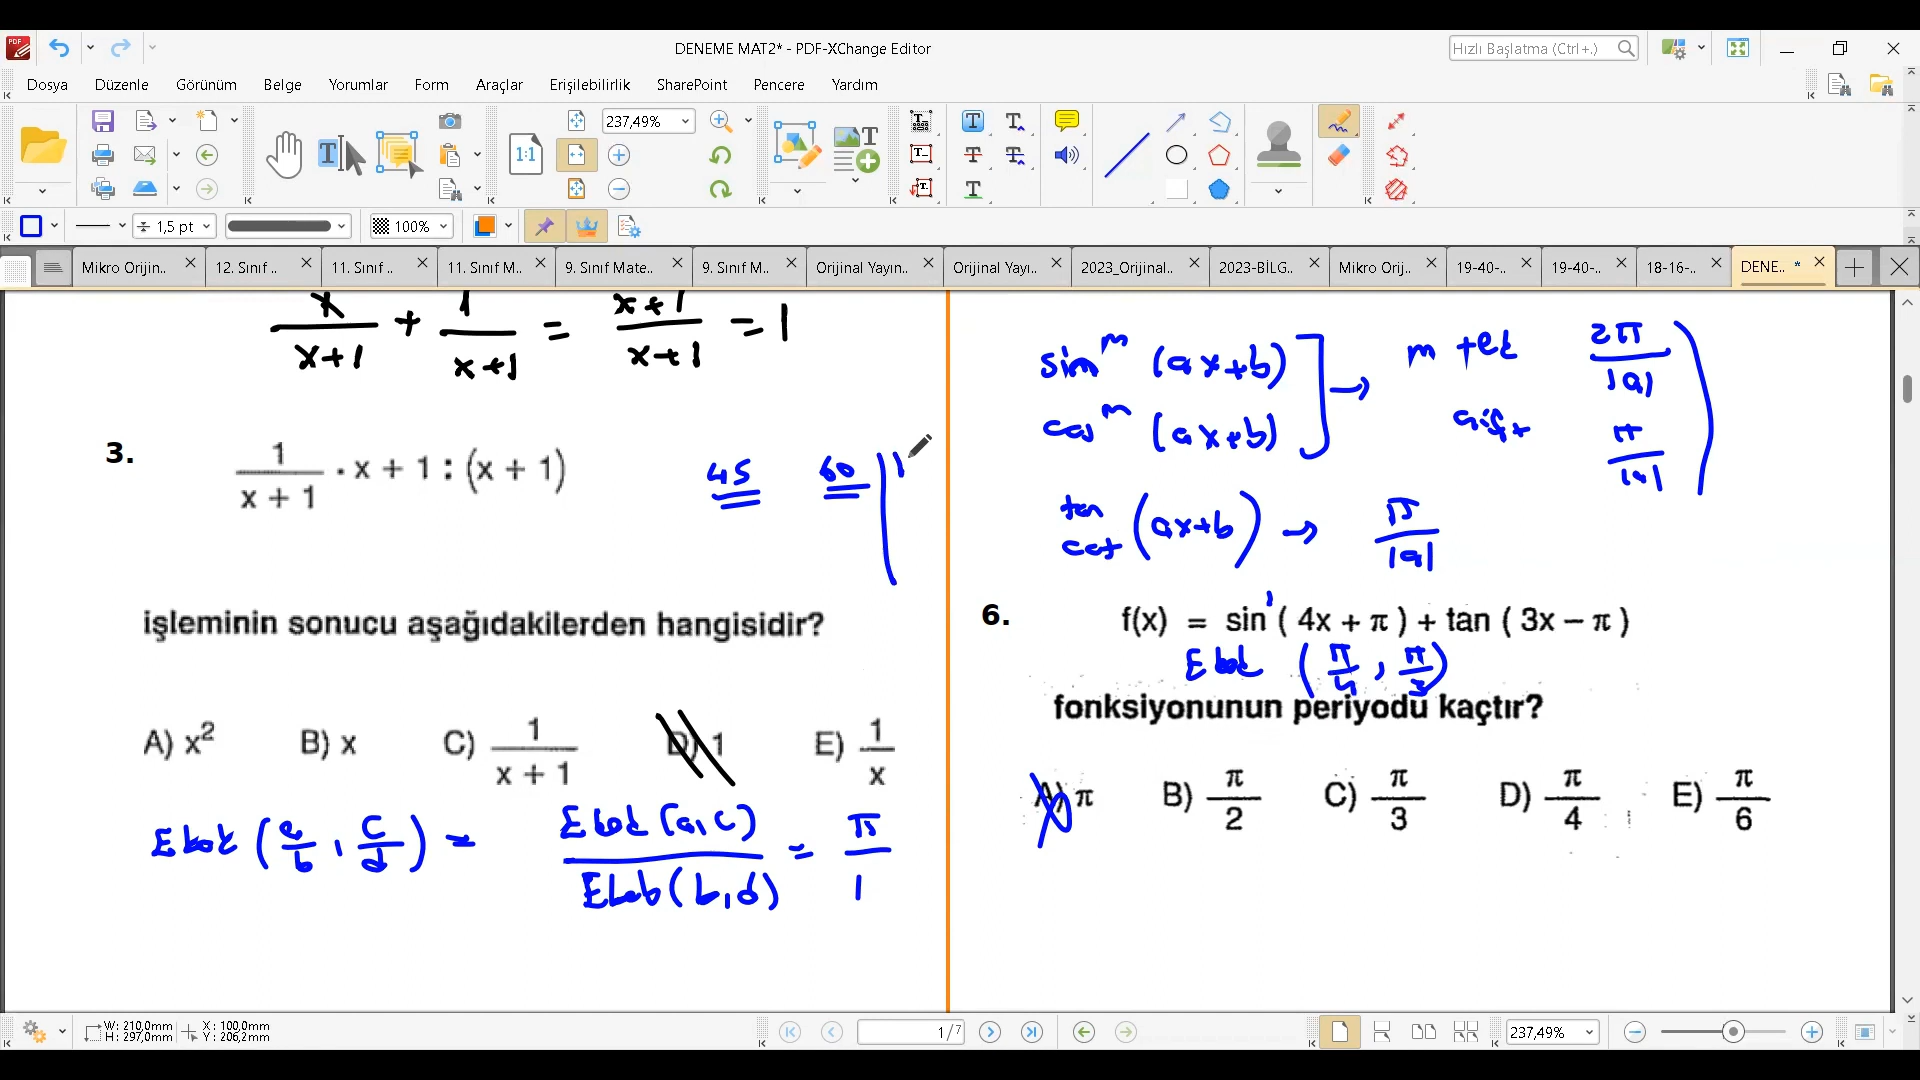 DENEME MAT2* - PDF-XChange Editor
Hızlı Başlatma (Ctrl+.)
Dosya Düzenle Görünüm Belge Yorumlar Form Araçlar Erişilebilirlik SharePoint Pencere Yardım
237,49%
1:1
1,5 pt
100%
Mikro Orijin.. 12. Sınıf .. 11. Sınıf .. 11. Sınıf M.. 9. Sınıf Mate.. 9. Sınıf M.. Orijinal Yayın.. Orijinal Yayı.. 2023_Orijinal.. 2023-BİLG.. Mikro Orij.. 19-40-.. 19-40-.. 18-16-.. DENE.. *
x/(x+1) + 1/(x+1) = (x+1)/(x+1) = 1
3. 1/(x + 1) · x + 1 : (x + 1)
45 60
işleminin sonucu aşağıdakilerden hangisidir?
A) x² B) x C) 1/(x + 1) D) 1 E) 1/x
Ekok (a/b, c/d) = Ekok(a,c)/Ebob(b,d) = π/1
sin^m (ax+b)
cos^m (ax+b)
→ m tek 2π/|a|
çift π/|a|
tan
cot (ax+b) → π/|a|
6. f(x) = sin¹( 4x + π ) + tan ( 3x – π )
Ekok (π/4, π/3)
fonksiyonunun periyodu kaçtır?
A) π B) π/2 C) π/3 D) π/4 E) π/6
W: 210,0mm
H: 297,0mm
X: 100,0mm
Y: 206,2mm
1/7
237,49%